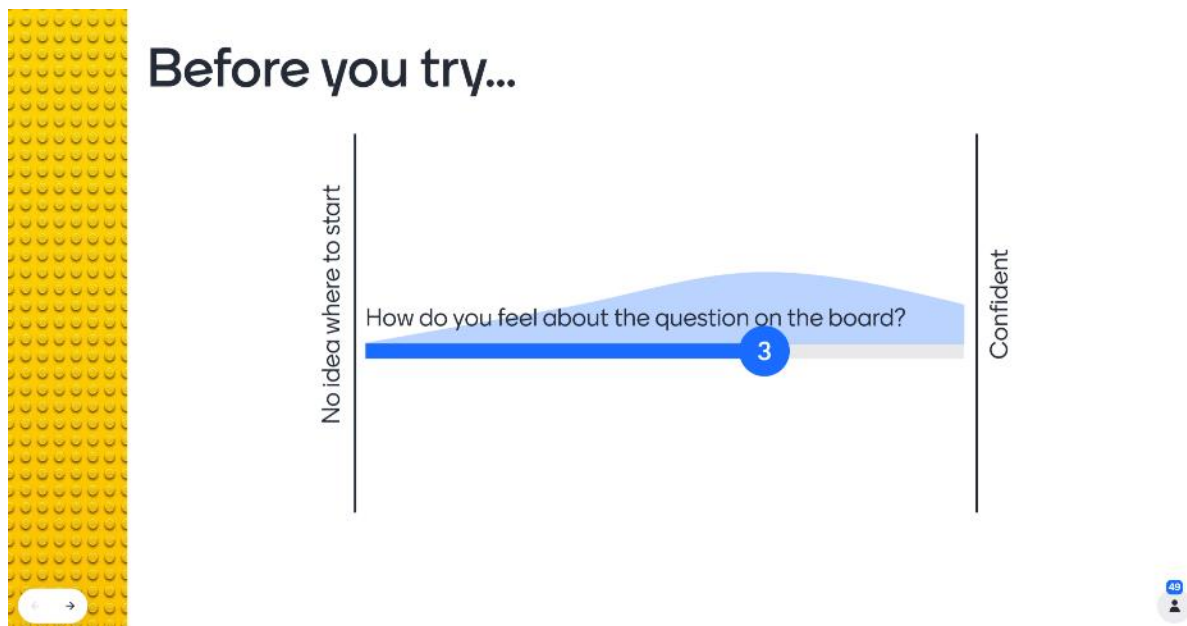 Before you try...
No idea where to start
How do you feel about the question on the board?
3
Confident
49